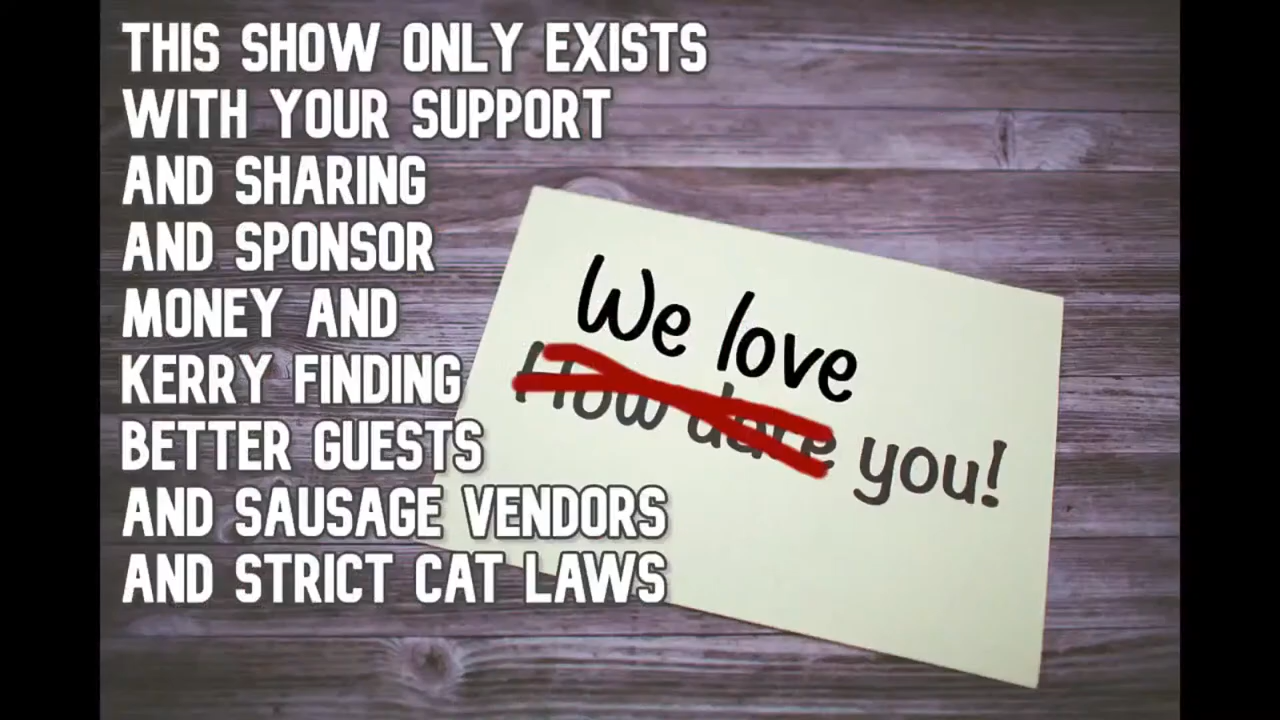 THIS SHOW ONLY EXISTS
WITH YOUR SUPPORT
AND SHARING
AND SPONSOR
MONEY AND
KERRY FINDING
BETTER GUESTS
AND SAUSAGE VENDORS
AND STRICT CAT LAWS
We love
How dare you!